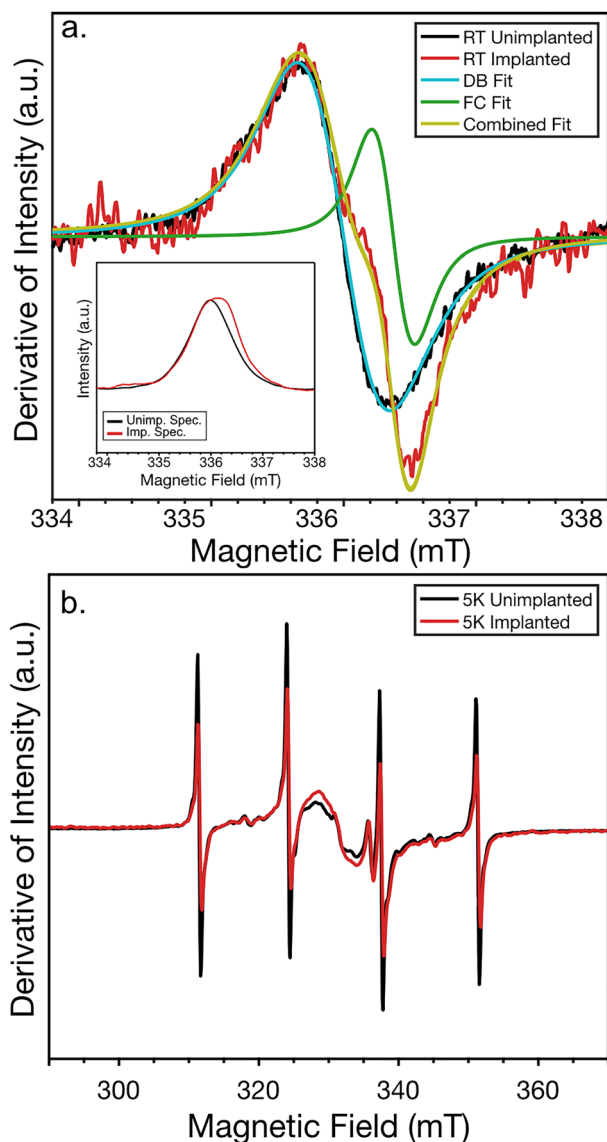 a.
RT Unimplanted
RT Implanted
DB Fit
FC Fit
Combined Fit
Derivative of Intensity (a.u.)
Intensity (a.u.)
Unimp. Spec.
Imp. Spec.
334 335 336 337 338
Magnetic Field (mT)
334 335 336 337 338
Magnetic Field (mT)
b.
5K Unimplanted
5K Implanted
Derivative of Intensity (a.u.)
300 320 340 360
Magnetic Field (mT)